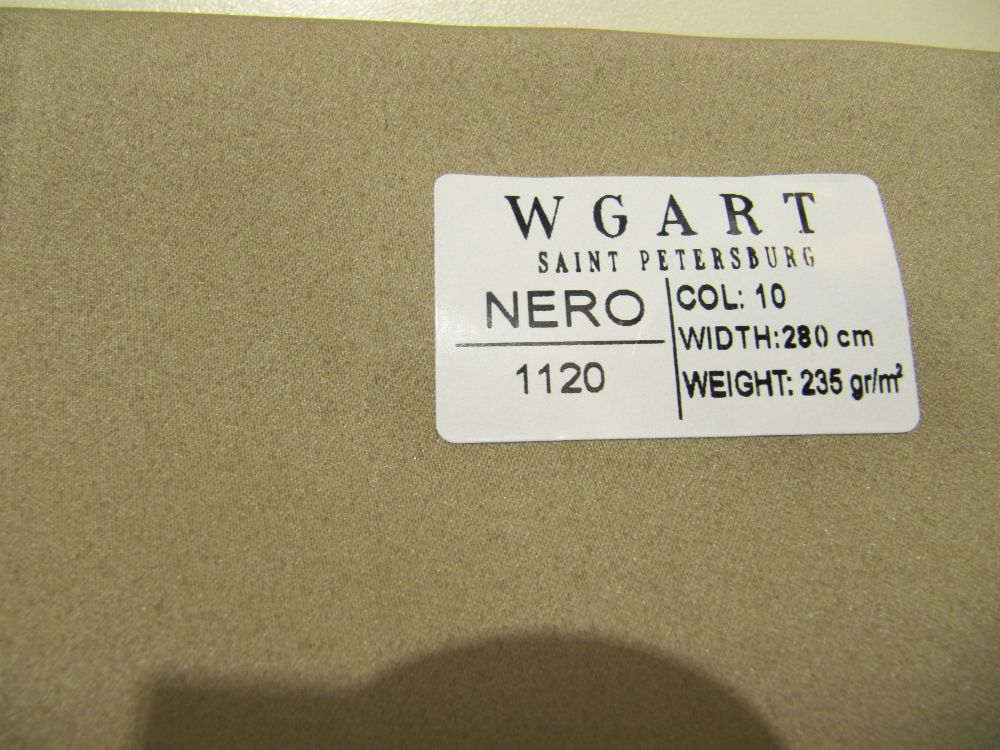 WGART
SAINT PETERSBURG
NERO
1120
COL: 10
WIDTH:280 cm
WEIGHT: 235 gr/m²